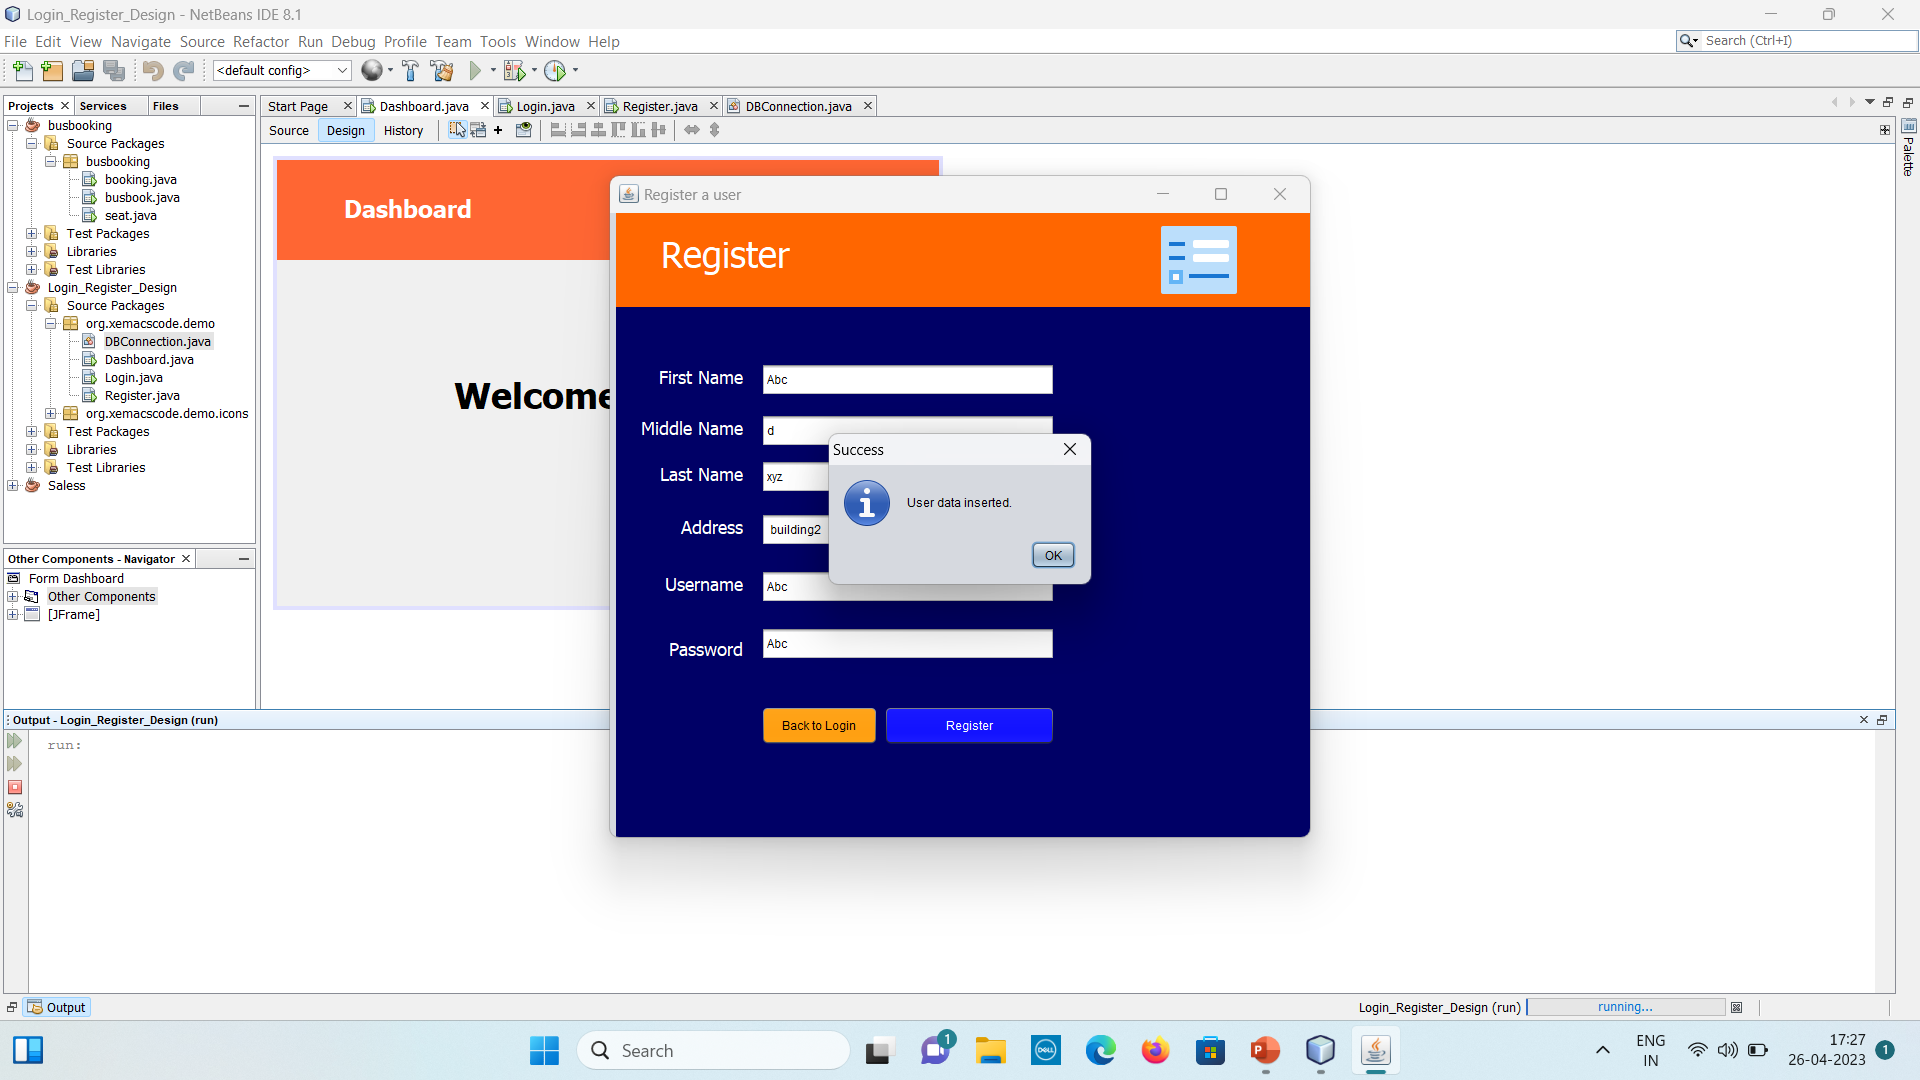 Login_Register_Design - NetBeans IDE 8.1
File Edit View Navigate Source Refactor Run Debug Profile Team Tools Window Help
Search (Ctrl+I)
<default config>
Projects Services Files
Start Page Dashboard.java Login.java Register.java DBConnection.java
Source Design History
Palette
busbooking
Source Packages
busbooking
booking.java
busbook.java
seat.java
Test Packages
Libraries
Test Libraries
Login_Register_Design
Source Packages
org.xemacscode.demo
DBConnection.java
Dashboard.java
Login.java
Register.java
org.xemacscode.demo.icons
Test Packages
Libraries
Test Libraries
Saless
Other Components - Navigator
Form Dashboard
Other Components
[JFrame]
Dashboard
Welcome
Register a user
Register
First Name Abc
Middle Name d
Last Name xyz
Address building2
Username Abc
Password Abc
Back to Login Register
Success
User data inserted.
OK
Output - Login_Register_Design (run)
run:
Output
Login_Register_Design (run) running...
Search
1
DELL
P
ENG
IN
17:27
26-04-2023
1